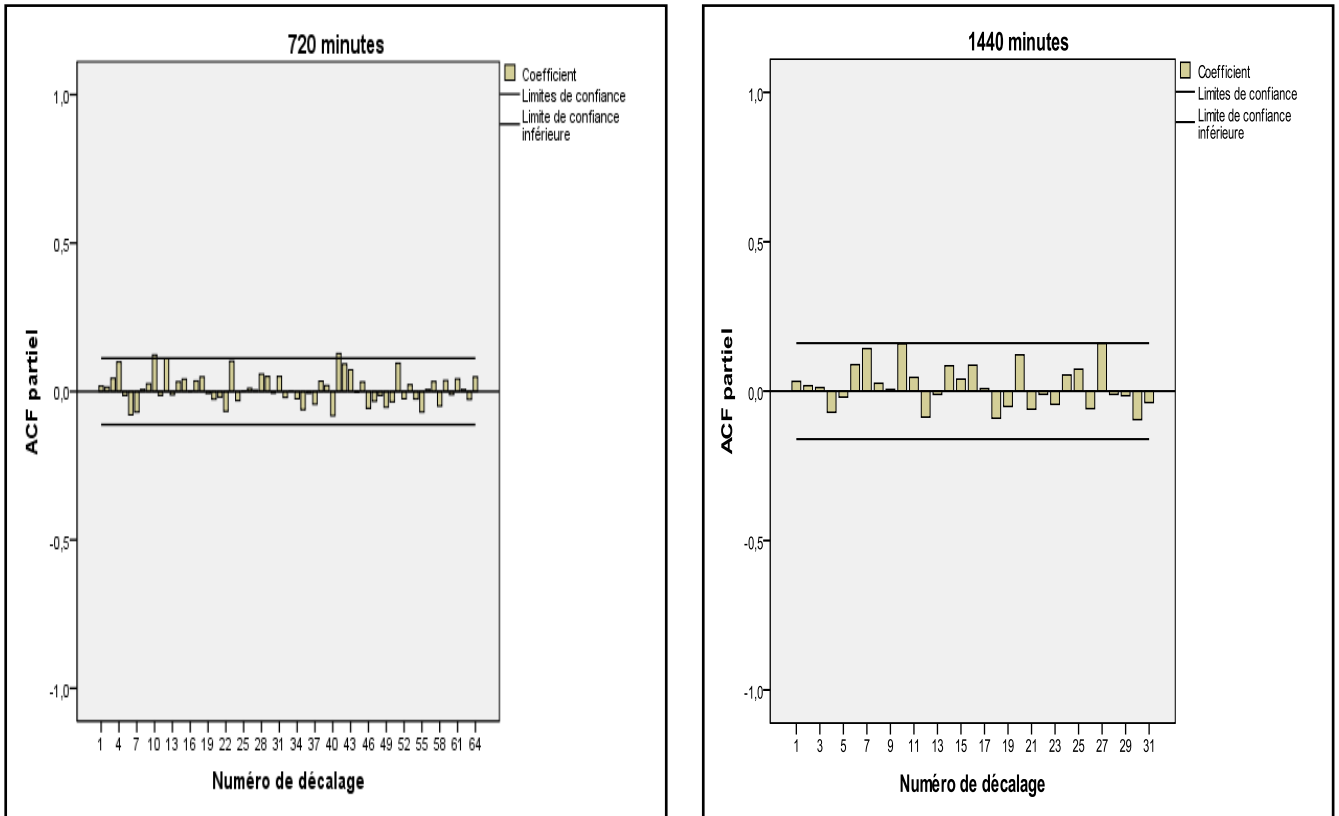 720 minutes
Coefficient
Limites de confiance
Limite de confiance
inférieure
1,0
0,5
0,0
-0,5
-1,0
ACF partiel
1 4 7 10 13 16 19 22 25 28 31 34 37 40 43 46 49 52 55 58 61 64
Numéro de décalage
1440 minutes
Coefficient
Limites de confiance
Limite de confiance
inférieure
1,0
0,5
0,0
-0,5
-1,0
ACF partiel
1 3 5 7 9 11 13 15 17 19 21 23 25 27 29 31
Numéro de décalage